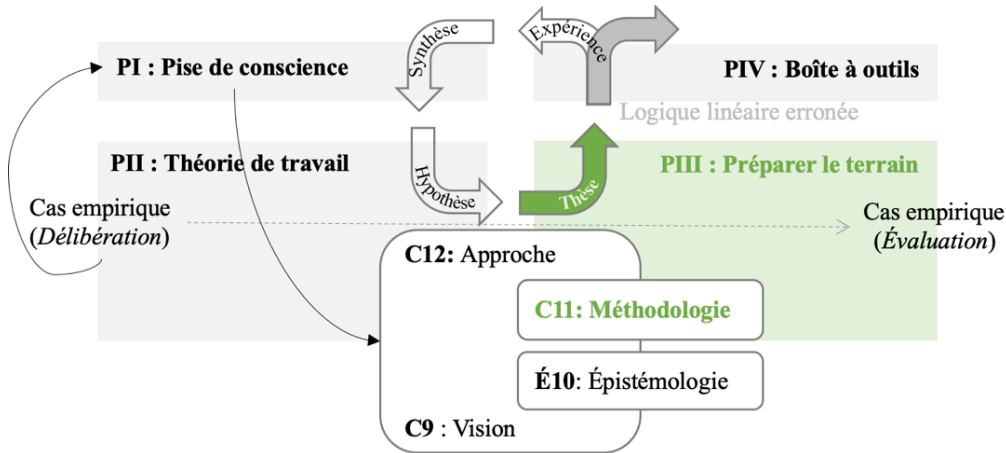 Synthèse
Expérience
PI : Pise de conscience
PIV : Boîte à outils
Logique linéaire erronée
PII : Théorie de travail
Hypothèse
Thèse
PIII : Préparer le terrain
Cas empirique
(Délibération)
Cas empirique
(Évaluation)
C12: Approche
C11: Méthodologie
É10: Épistémologie
C9 : Vision